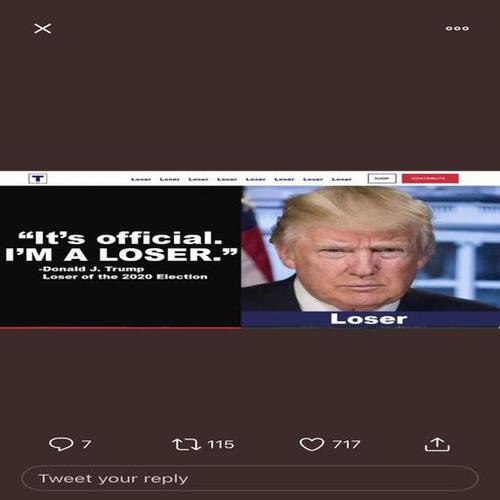 T Loser Loser Loser Loser Loser Loser Loser Loser SHOP CONTRIBUTE
“It’s official.
I’M A LOSER.”
-Donald J. Trump
Loser of the 2020 Election
Loser
7 115 717
Tweet your reply